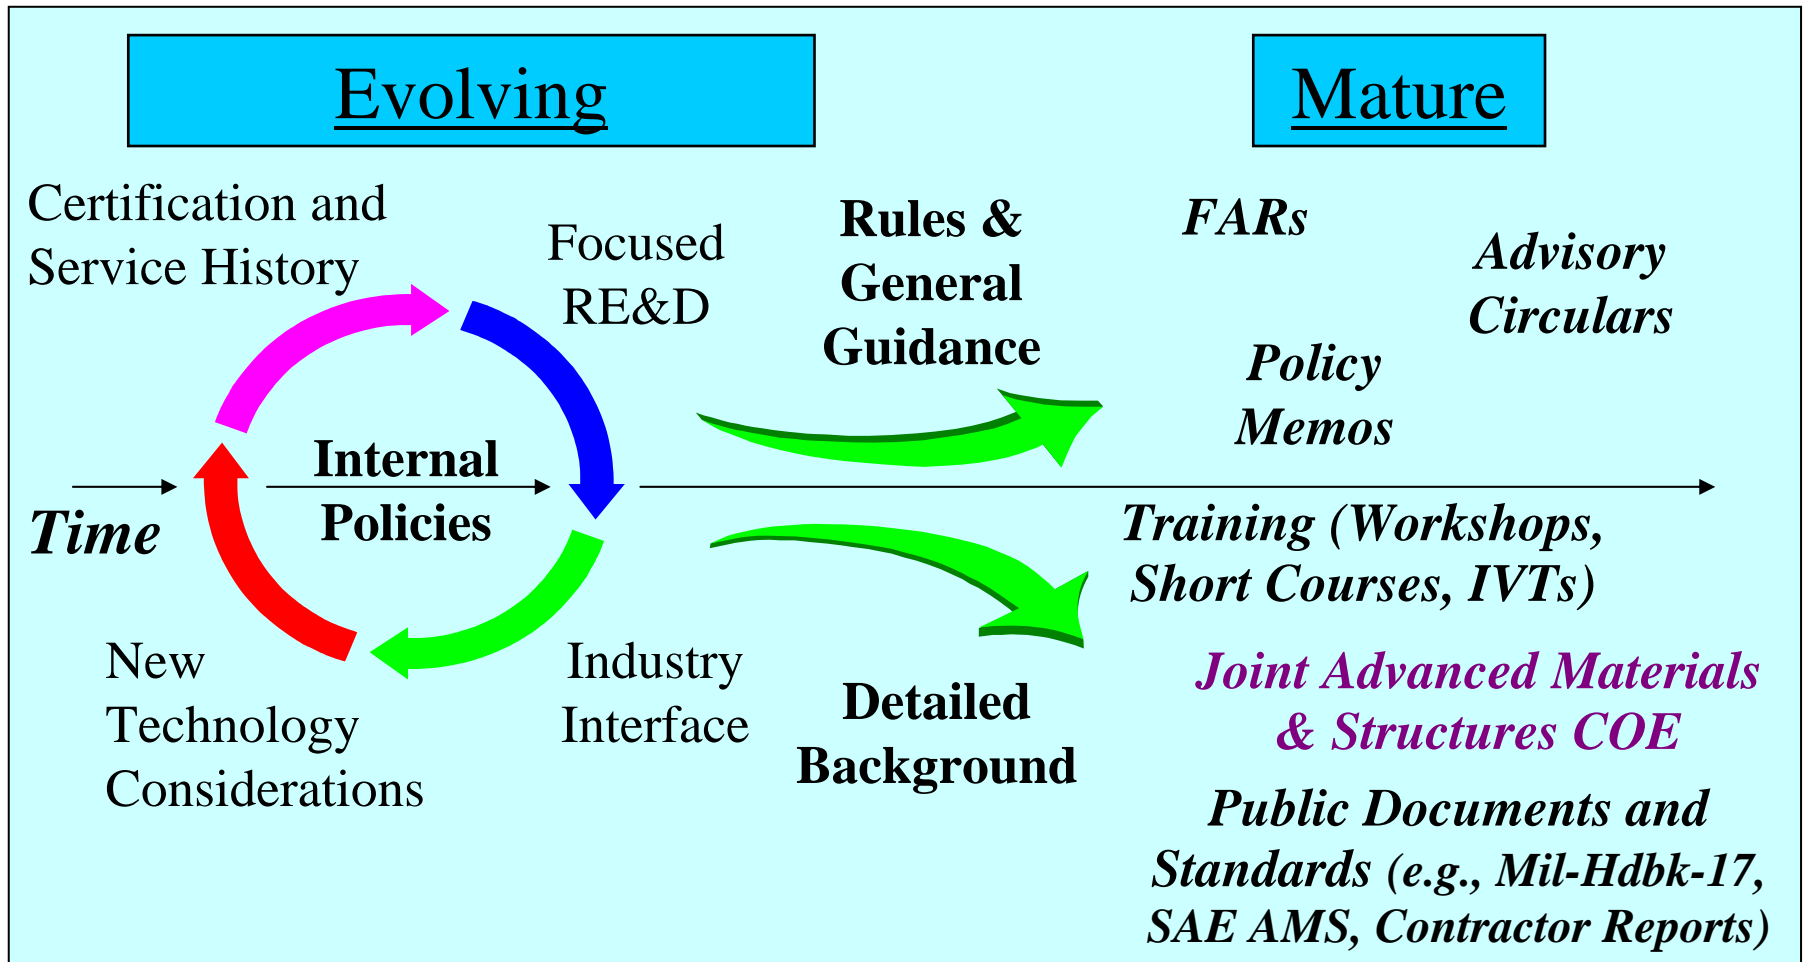 Evolving
Mature
Certification and
Service History
Focused
RE&D
Rules &
General
Guidance
FARs
Advisory
Circulars
Policy
Memos
Time
Internal
Policies
Training (Workshops,
Short Courses, IVTs)
New
Technology
Considerations
Industry
Interface
Detailed
Background
Joint Advanced Materials
& Structures COE
Public Documents and
Standards (e.g., Mil-Hdbk-17,
SAE AMS, Contractor Reports)